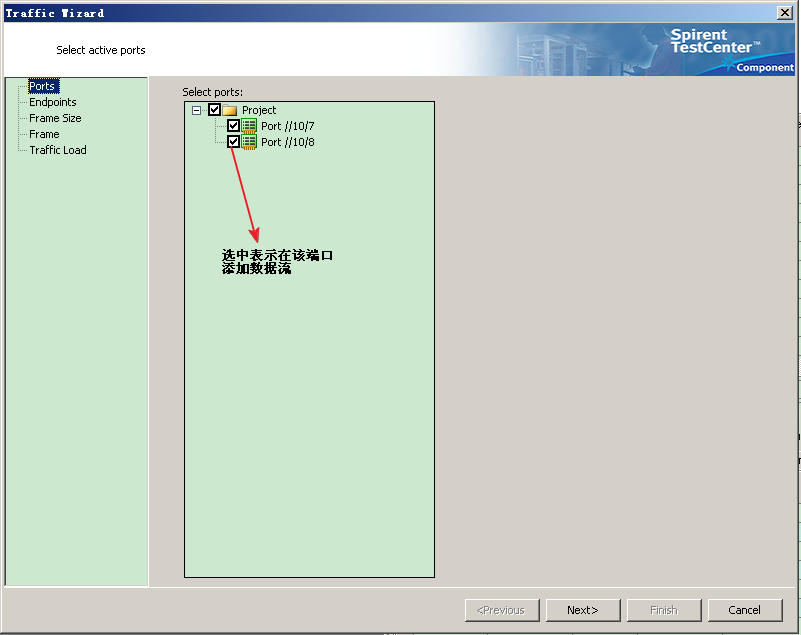 Traffic Wizard
Select active ports
Spirent
TestCenter™
Component
Ports
Endpoints
Frame Size
Frame
Traffic Load
Select ports:
Project
Port //10/7
Port //10/8
选中表示在该端口
添加数据流
<Previous
Next>
Finish
Cancel